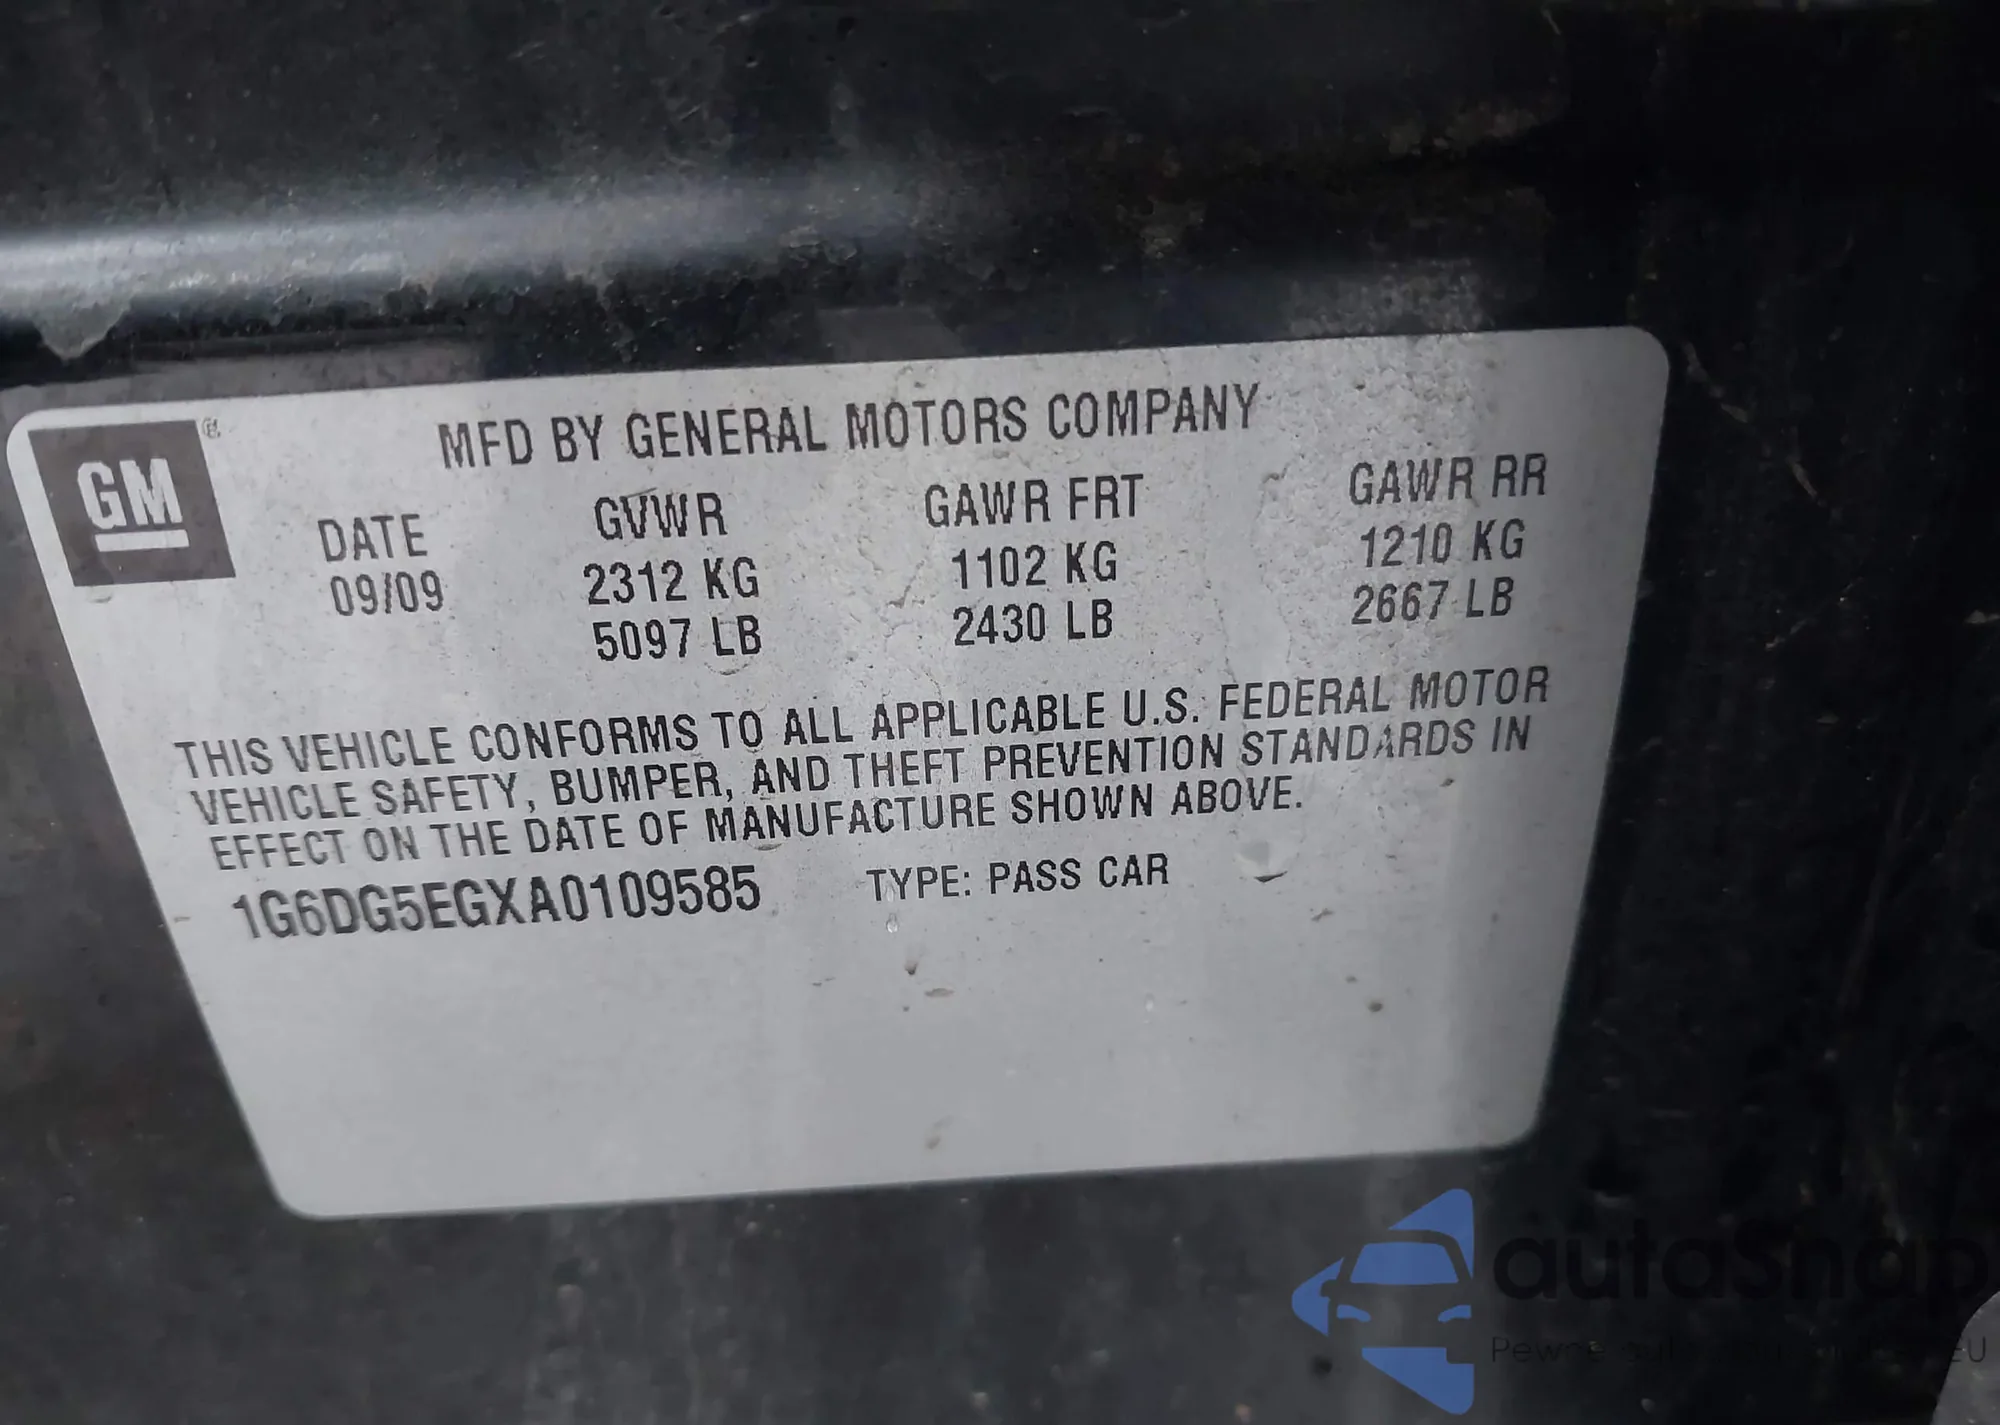 GM ®
MFD BY GENERAL MOTORS COMPANY
DATE GVWR GAWR FRT GAWR RR
09/09 2312 KG 1102 KG 1210 KG
5097 LB 2430 LB 2667 LB
THIS VEHICLE CONFORMS TO ALL APPLICABLE U.S. FEDERAL MOTOR
VEHICLE SAFETY, BUMPER, AND THEFT PREVENTION STANDARDS IN
EFFECT ON THE DATE OF MANUFACTURE SHOWN ABOVE.
1G6DG5EGXA0109585 TYPE: PASS CAR
autoSnap
EU